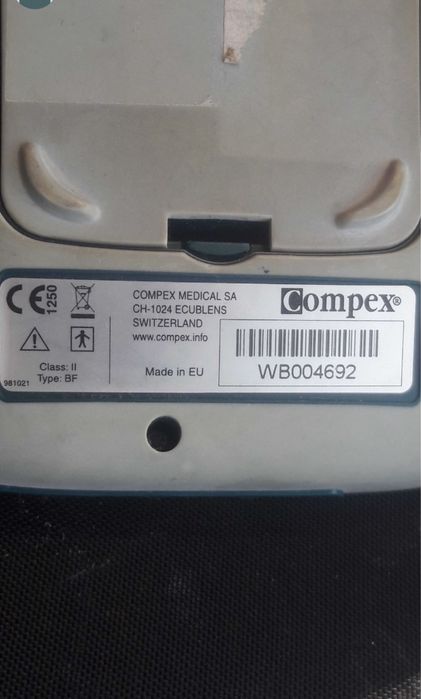 CE 1250
COMPEX MEDICAL SA
CH-1024 ECUBLENS
SWITZERLAND
www.compex.info
Compex®
Class: II
Type: BF
981021
Made in EU
WB004692